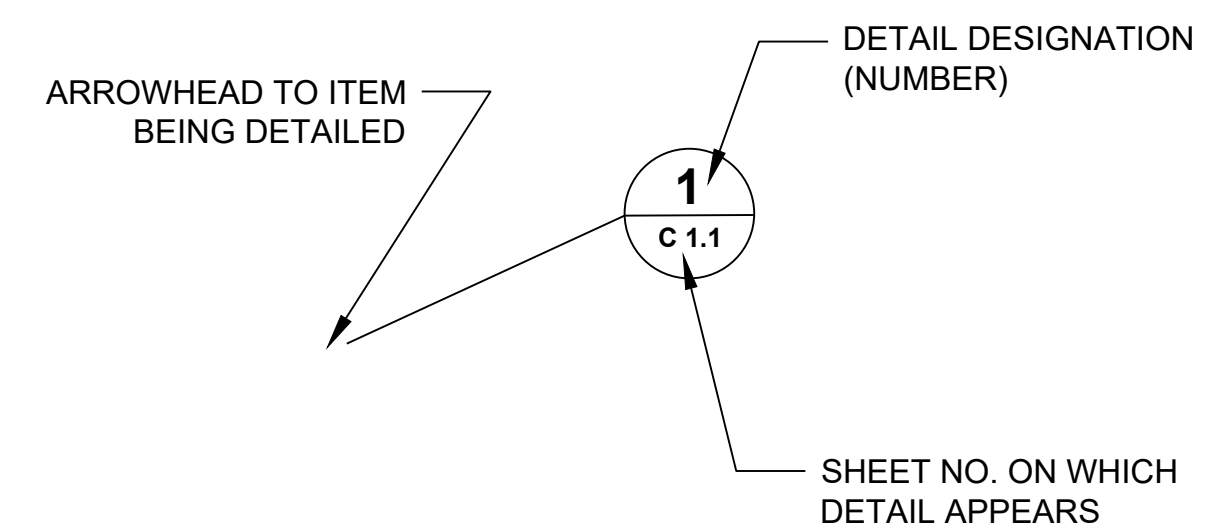 DETAIL DESIGNATION
(NUMBER)
ARROWHEAD TO ITEM
BEING DETAILED
1
C 1.1
SHEET NO. ON WHICH
DETAIL APPEARS